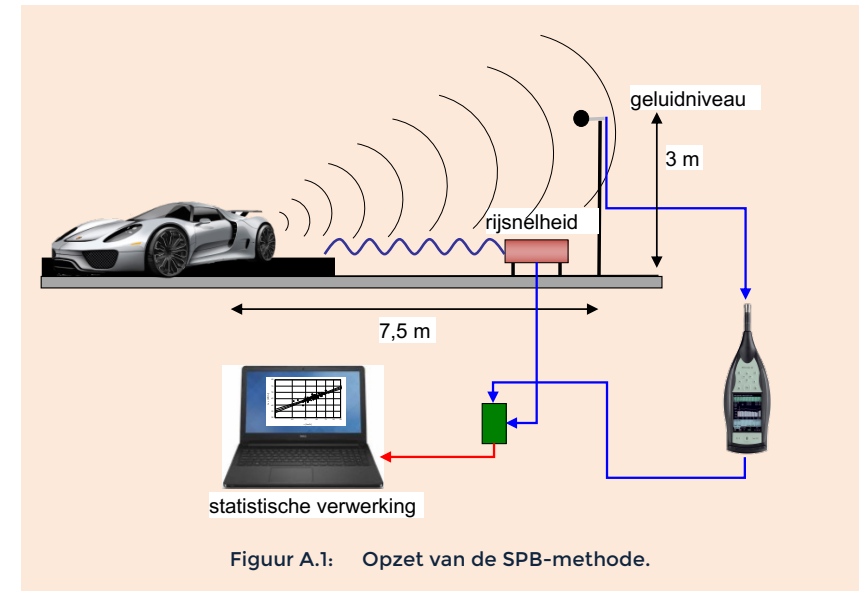 geluidniveau
3 m
rijsnelheid
7,5 m
statistische verwerking
Figuur A.1: Opzet van de SPB-methode.